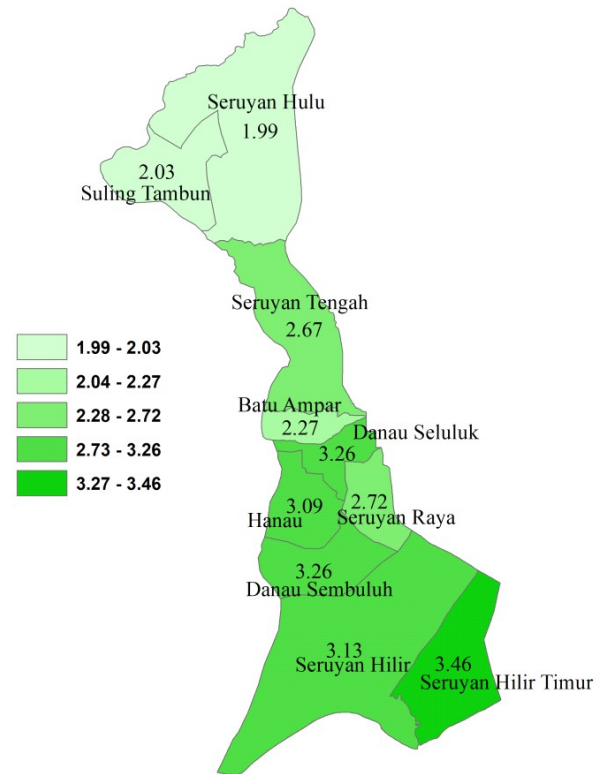 Seruyan Hulu
1.99
2.03
Suling Tambun
Seruyan Tengah
2.67
1.99 - 2.03
2.04 - 2.27
2.28 - 2.72
2.73 - 3.26
3.27 - 3.46
Batu Ampar
2.27
Danau Seluluk
3.26
3.09
Hanau
2.72
Seruyan Raya
3.26
Danau Sembuluh
3.13
Seruyan Hilir
3.46
Seruyan Hilir Timur